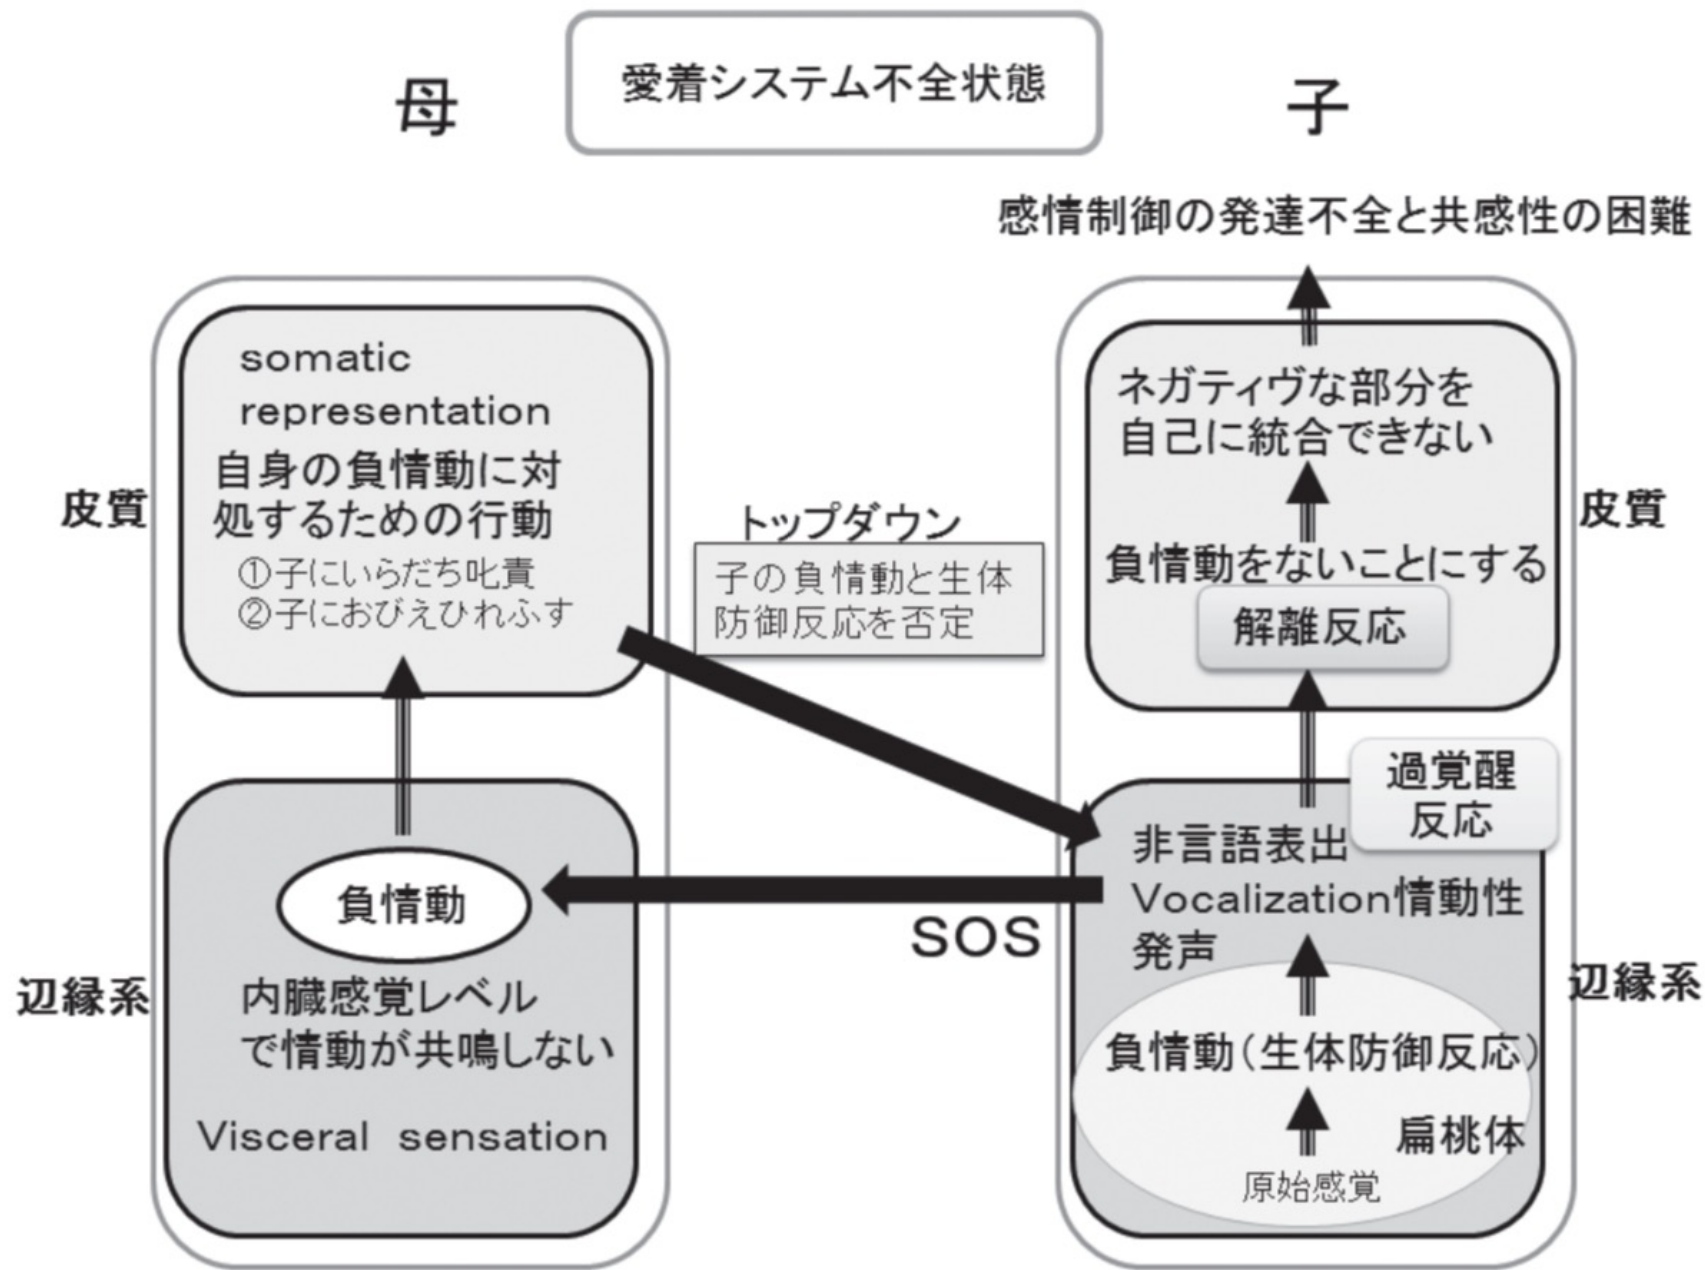 愛着システム不全状態
母
子
感情制御の発達不全と共感性の困難
somatic
representation
自身の負情動に対
処するための行動
①子にいらだち叱責
②子におびえひれふす
皮質
トップダウン
子の負情動と生体
防御反応を否定
ネガティヴな部分を
自己に統合できない
負情動をないことにする
解離反応
皮質
過覚醒
反応
負情動
内臓感覚レベル
で情動が共鳴しない
Visceral sensation
辺縁系
SOS
非言語表出
Vocalization情動性
発声
負情動(生体防御反応)
扁桃体
原始感覚
辺縁系